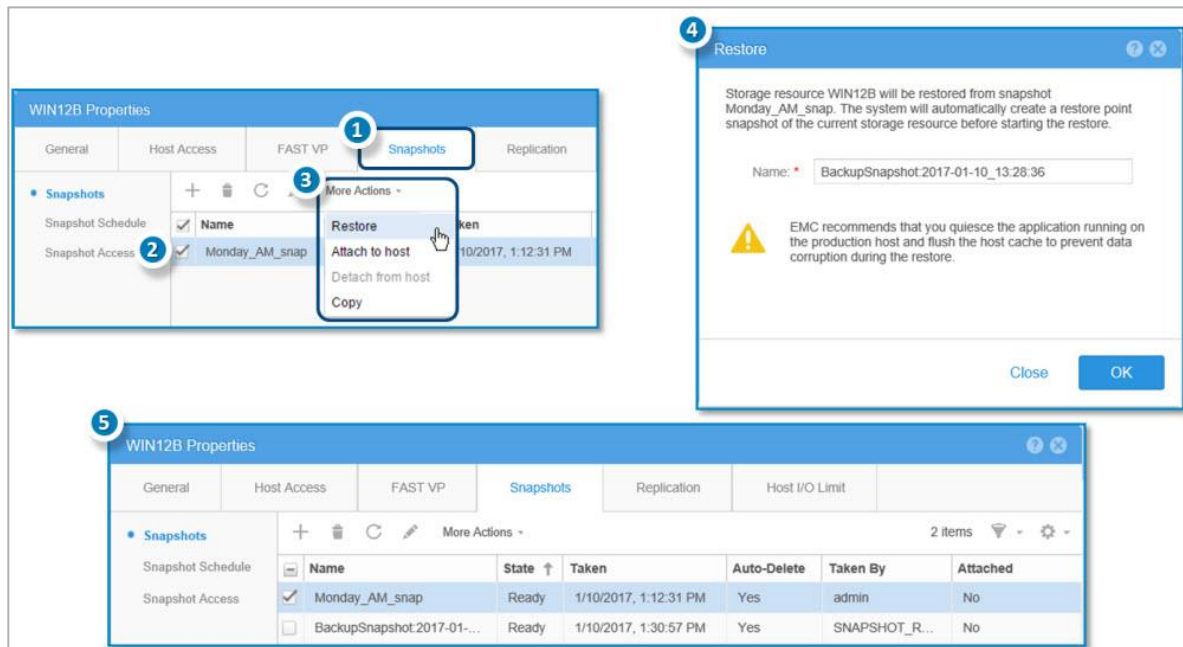 1
WIN12B Properties
General Host Access FAST VP Snapshots Replication
Snapshots
Snapshot Schedule
Snapshot Access
3
More Actions
Name
2
Monday_AM_snap 10/2017, 1:12:31 PM
Restore
Attach to host
Detach from host
Copy
4
Restore
Storage resource WIN12B will be restored from snapshot
Monday_AM_snap. The system will automatically create a restore point
snapshot of the current storage resource before starting the restore.
Name: * BackupSnapshot:2017-01-10_13:28:36
EMC recommends that you quiesce the application running on
the production host and flush the host cache to prevent data
corruption during the restore.
Close OK
5
WIN12B Properties
General Host Access FAST VP Snapshots Replication Host I/O Limit
Snapshots
Snapshot Schedule
Snapshot Access
More Actions 2 items
Name State Taken Auto-Delete Taken By Attached
Monday_AM_snap Ready 1/10/2017, 1:12:31 PM Yes admin No
BackupSnapshot:2017-01-... Ready 1/10/2017, 1:30:57 PM Yes SNAPSHOT_R... No